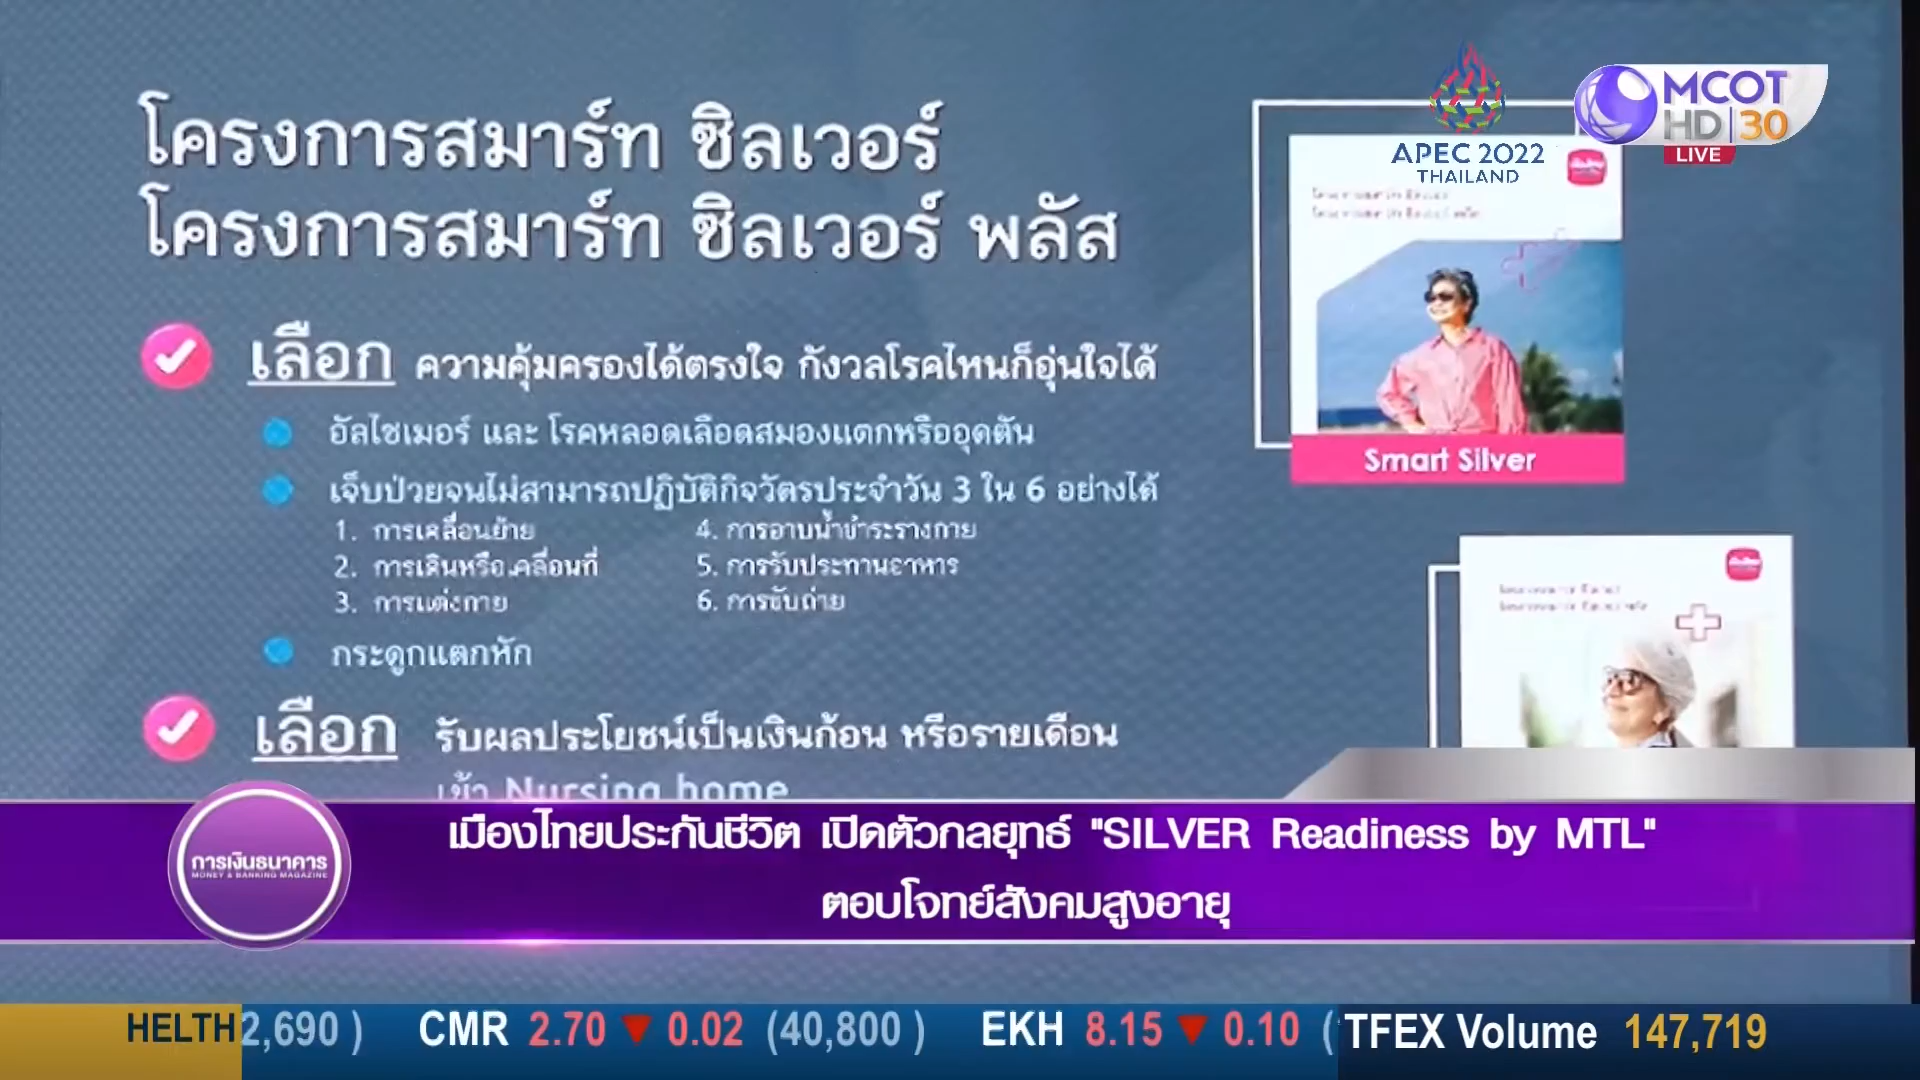 โครงการสมาร์ท ซิลเวอร์
โครงการสมาร์ท ซิลเวอร์ พลัส
เลือก ความคุ้มครองได้ตรงใจ กังวลโรคไหนก็อุ่นใจได้
อัลไซเมอร์ และ โรคหลอดเลือดสมองแตกหรืออุดตัน
เจ็บป่วยจนไม่สามารถปฏิบัติกิจวัตรประจำวัน 3 ใน 6 อย่างได้
1. การเคลื่อนย้าย
2. การเดินหรือเคลื่อนที่
3. การแต่งกาย
4. การอาบน้ำชำระร่างกาย
5. การรับประทานอาหาร
6. การขับถ่าย
กระดูกแตกหัก
เลือก รับผลประโยชน์เป็นเงินก้อน หรือรายเดือน
เข้า Nursing home
APEC 2022
THAILAND
MCOT
HD 30
LIVE
Smart Silver
การเงินธนาคาร
MONEY & BANKING MAGAZINE
เมืองไทยประกันชีวิต เปิดตัวกลยุทธ์ "SILVER Readiness by MTL"
ตอบโจทย์สังคมสูงอายุ
HELTH 2,690 ) CMR 2.70 ▼ 0.02 (40,800 ) EKH 8.15 ▼ 0.10 ( TFEX Volume 147,719